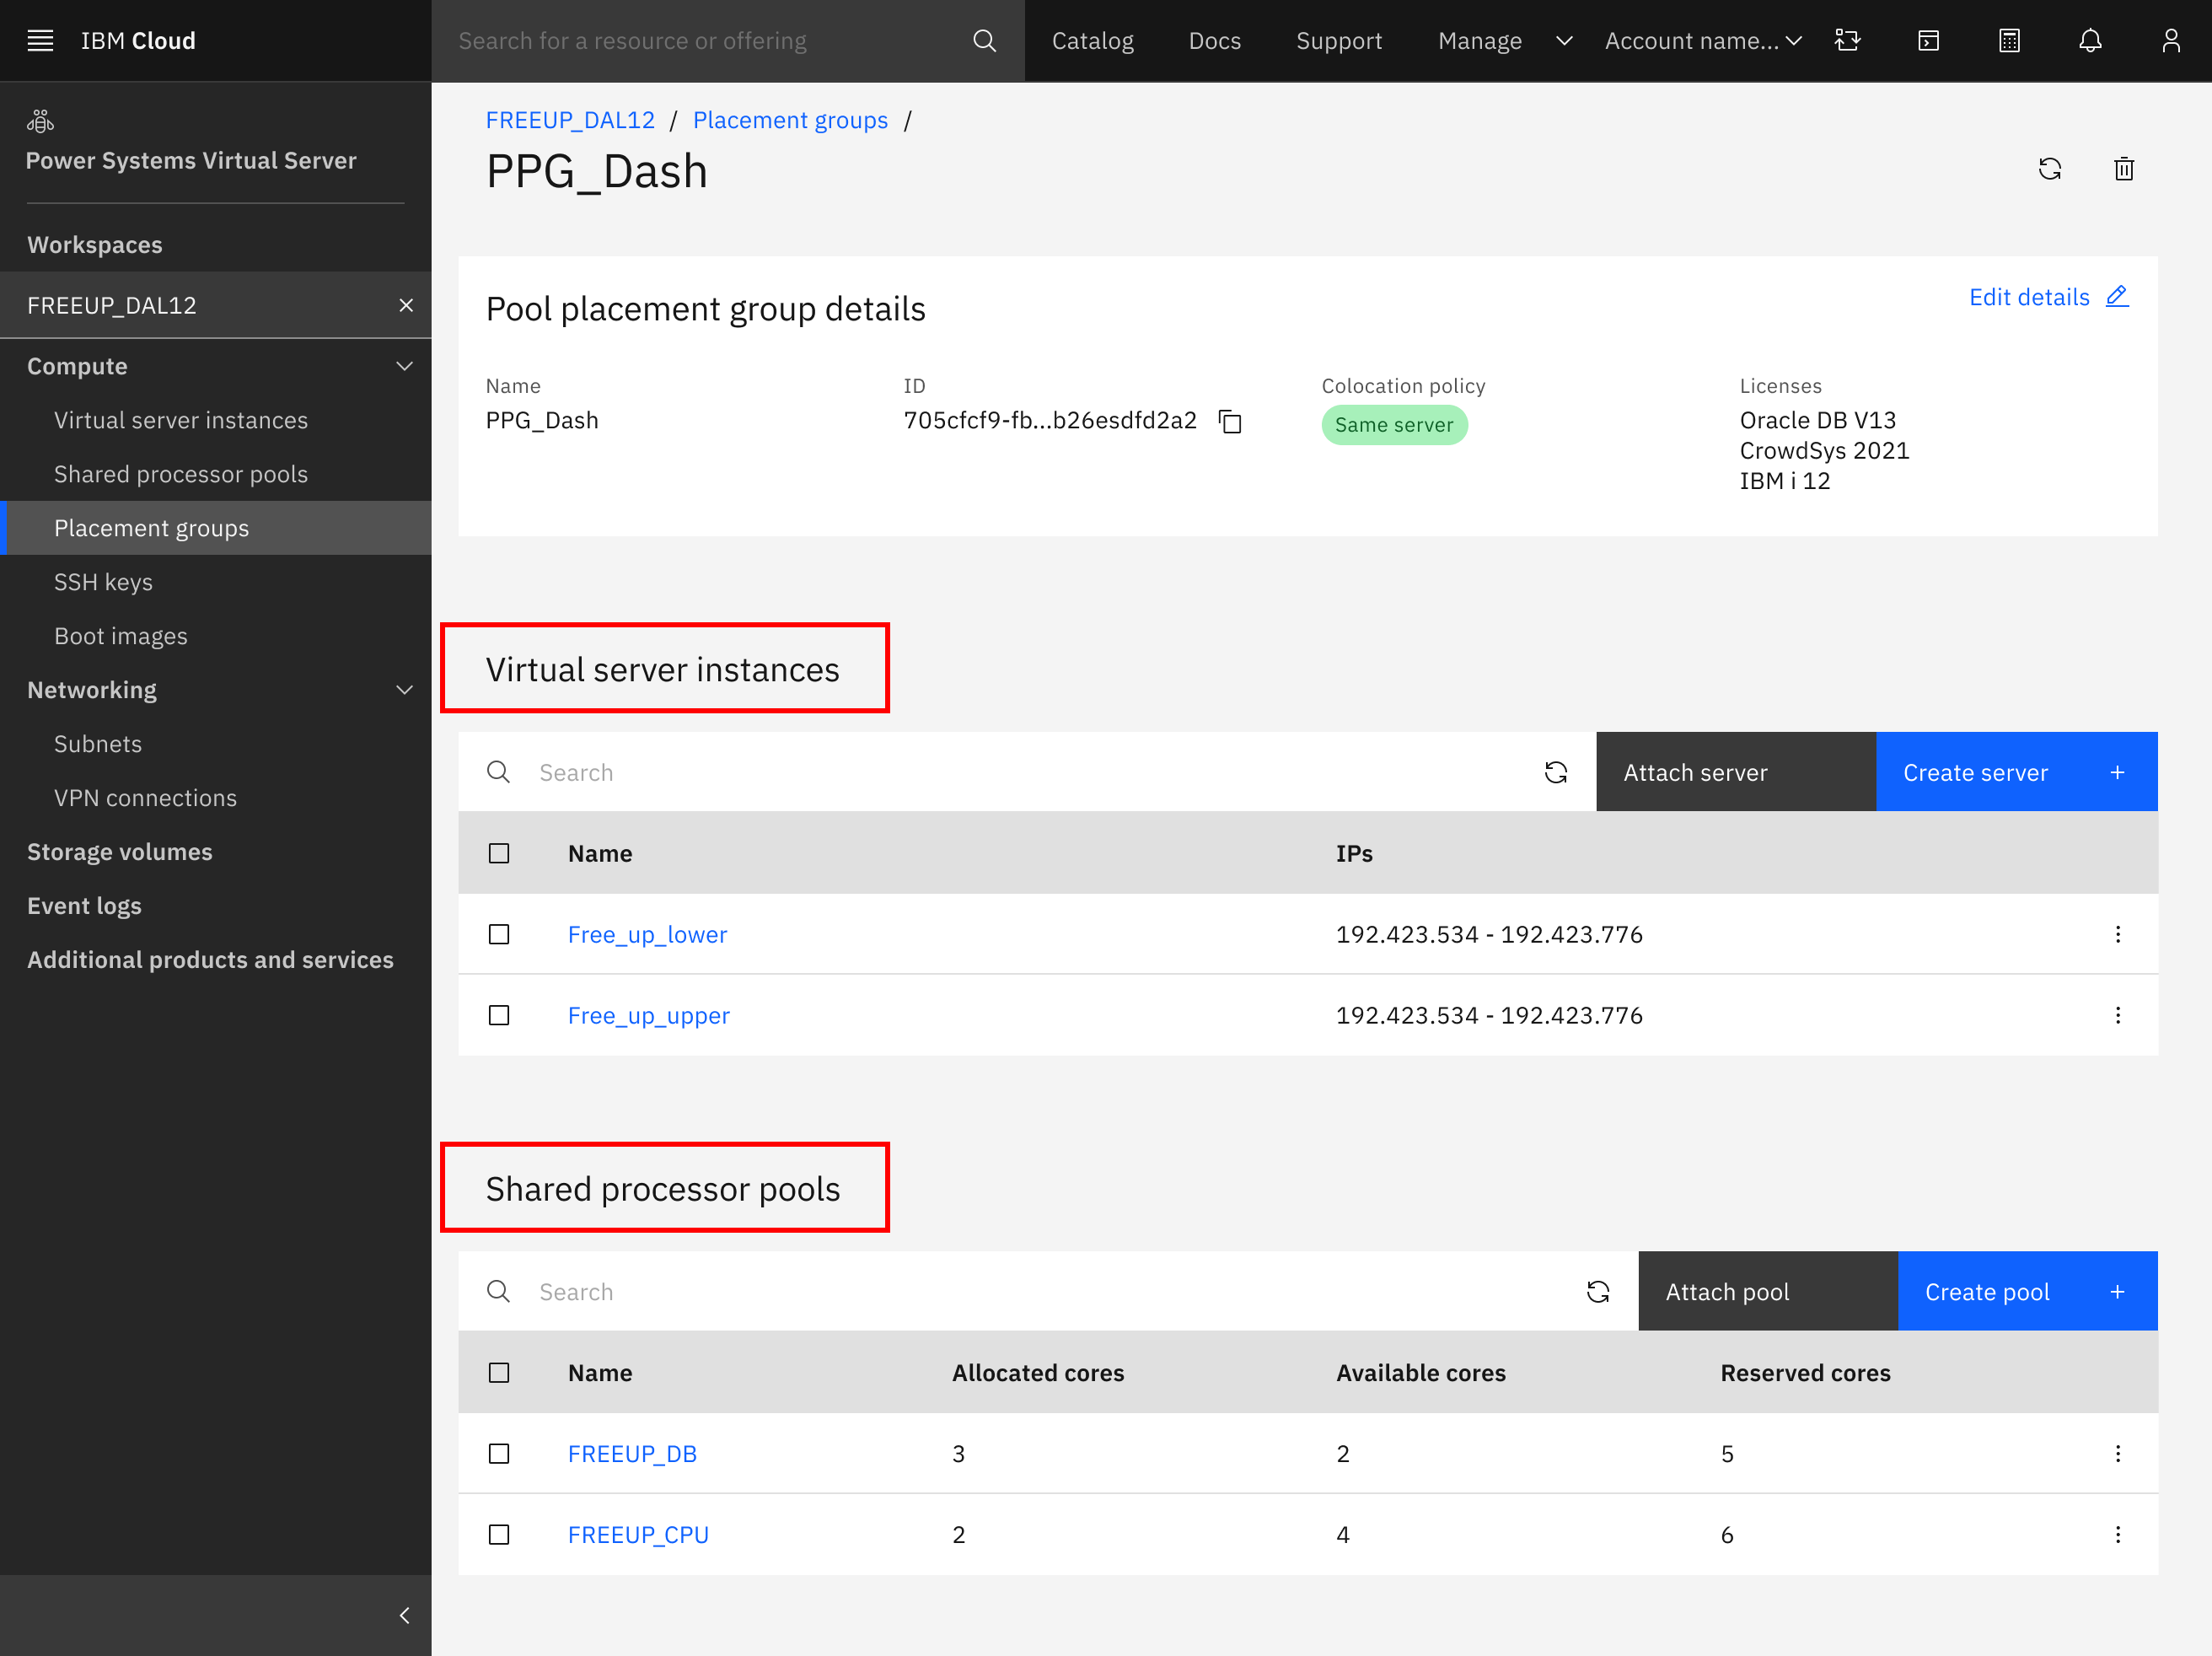 IBM Cloud
Search for a resource or offering
Catalog
Docs
Support
Manage
Account name...
Power Systems Virtual Server
Workspaces
FREEUP_DAL12
Compute
Virtual server instances
Shared processor pools
Placement groups
SSH keys
Boot images
Networking
Subnets
VPN connections
Storage volumes
Event logs
Additional products and services
FREEUP_DAL12 / Placement groups /
PPG_Dash
Pool placement group details
Edit details
Name
PPG_Dash
ID
705cfcf9-fb...b26esdfd2a2
Colocation policy
Same server
Licenses
Oracle DB V13
CrowdSys 2021
IBM i 12
Virtual server instances
Search
Attach server
Create server +
Name IPs
Free_up_lower 192.423.534 - 192.423.776
Free_up_upper 192.423.534 - 192.423.776
Shared processor pools
Search
Attach pool
Create pool +
Name Allocated cores Available cores Reserved cores
FREEUP_DB 3 2 5
FREEUP_CPU 2 4 6